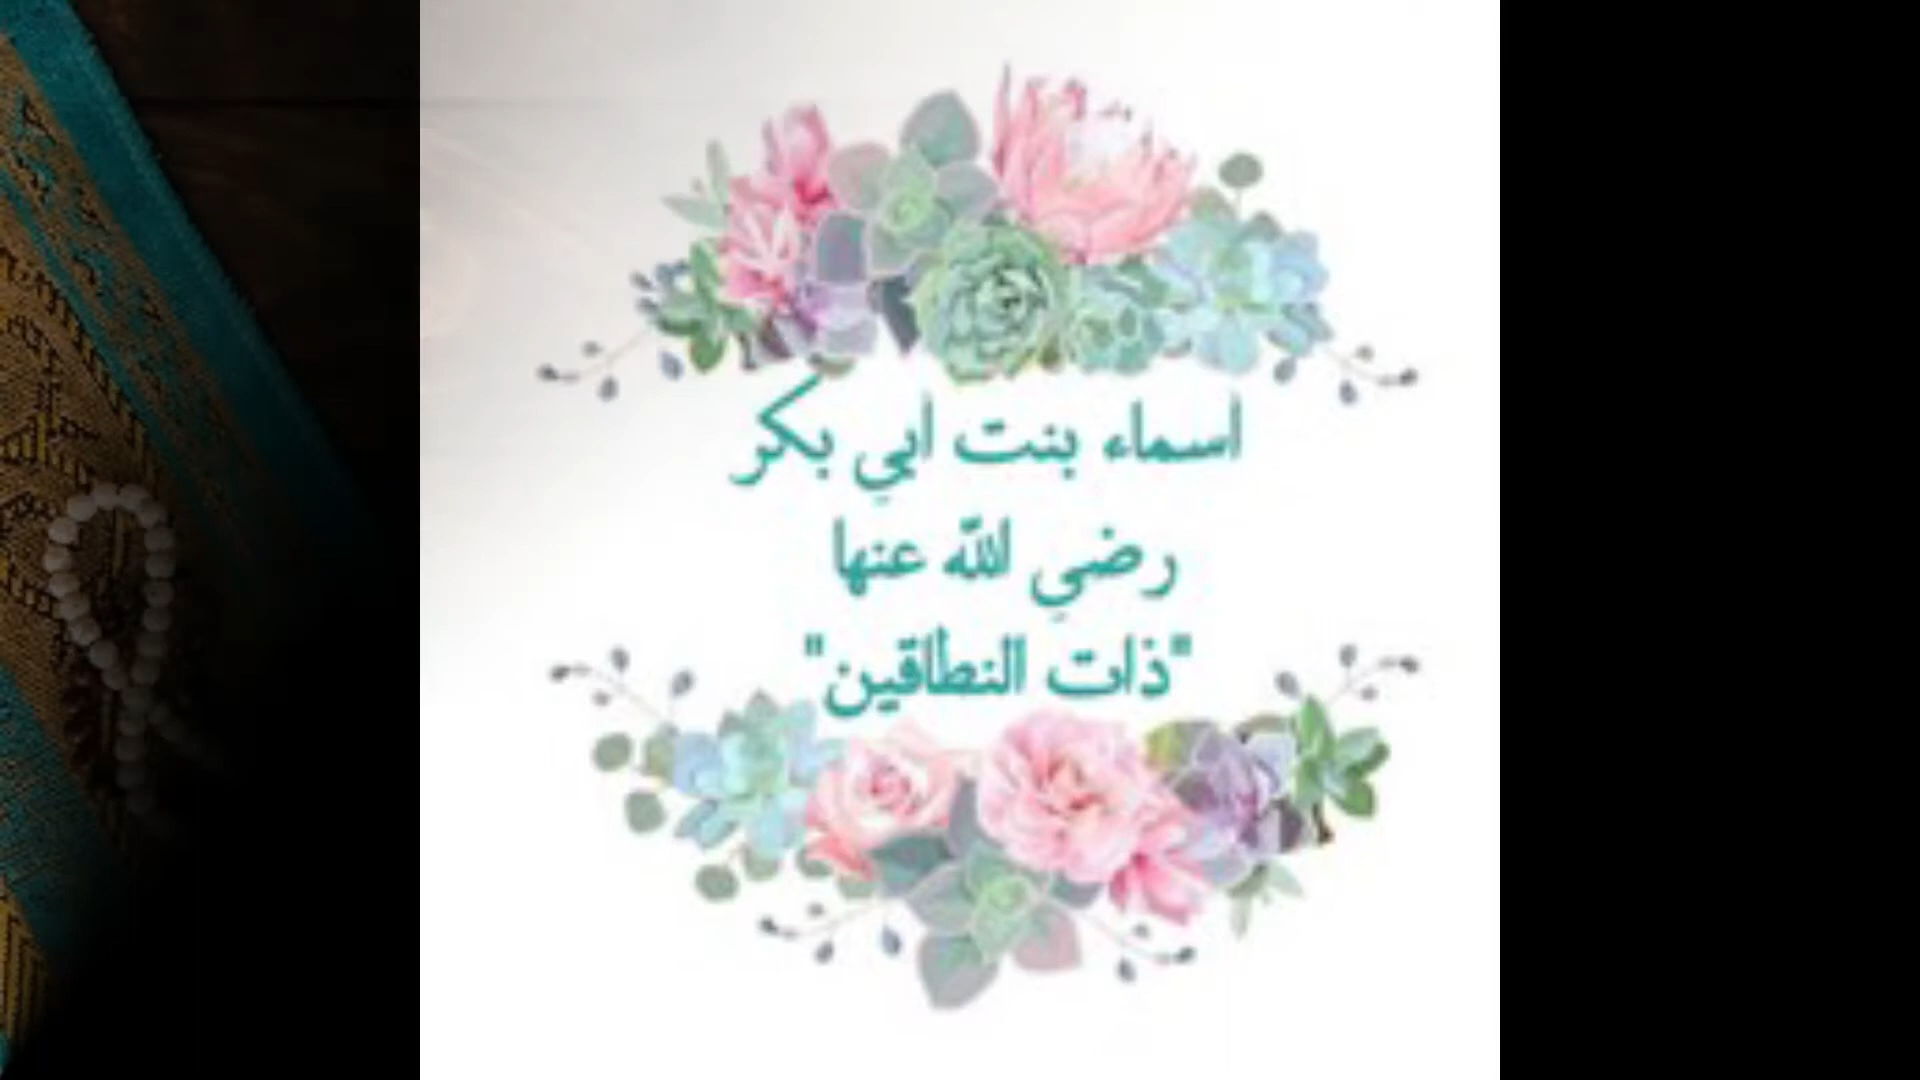 اسماء بنت ابي بكر
رضي الله عنها
"ذات النطاقين"